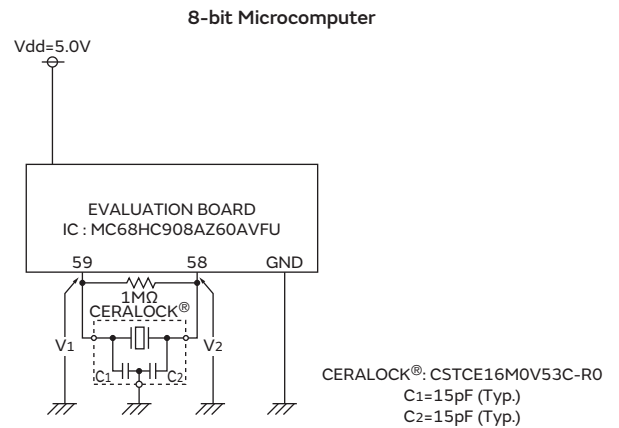 8-bit Microcomputer
Vdd=5.0V
EVALUATION BOARD
IC : MC68HC908AZ60AVFU
59 58 GND
1MΩ
CERALOCK®
V1 V2
C1 C2
CERALOCK®: CSTCE16M0V53C-R0
C1=15pF (Typ.)
C2=15pF (Typ.)